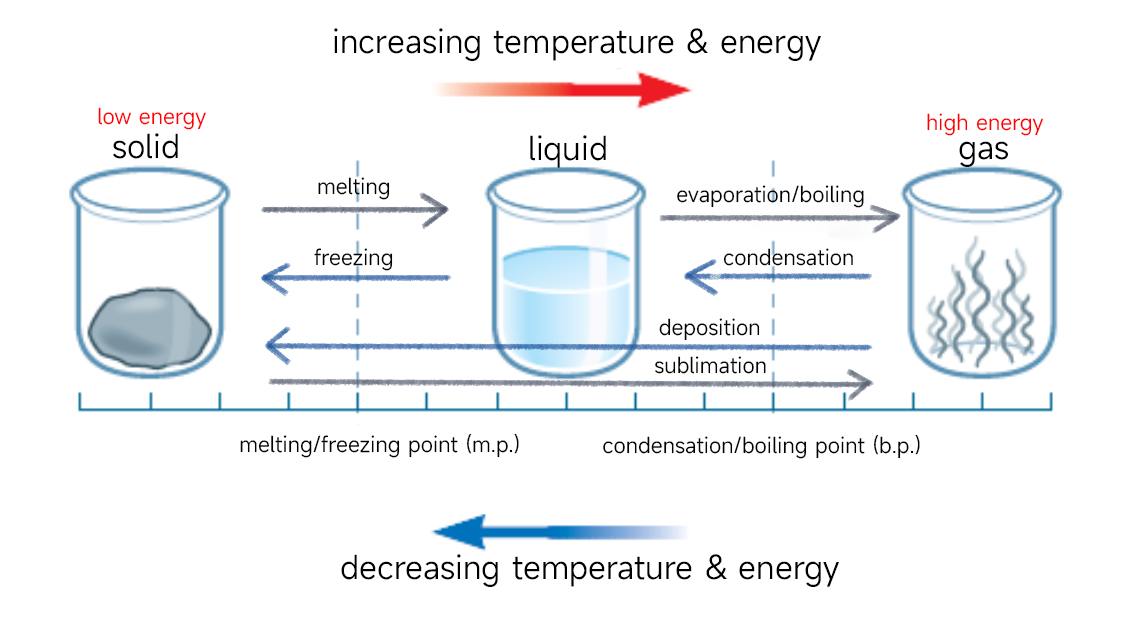 increasing temperature & energy
low energy
solid
liquid
high energy
gas
melting
evaporation/boiling
freezing
condensation
deposition
sublimation
melting/freezing point (m.p.)
condensation/boiling point (b.p.)
decreasing temperature & energy